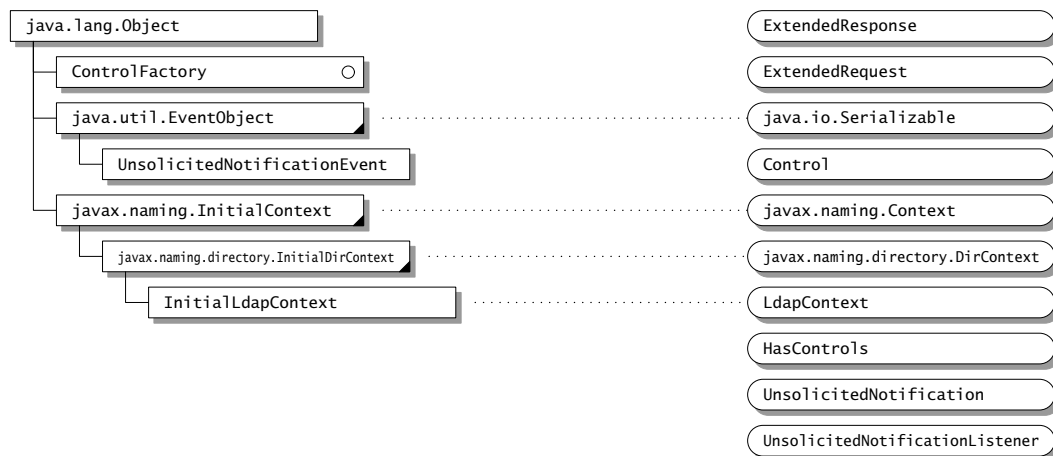 java.lang.Object
ExtendedResponse
ControlFactory
ExtendedRequest
java.util.EventObject
java.io.Serializable
UnsolicitedNotificationEvent
Control
javax.naming.InitialContext
javax.naming.Context
javax.naming.directory.InitialDirContext
javax.naming.directory.DirContext
InitialLdapContext
LdapContext
HasControls
UnsolicitedNotification
UnsolicitedNotificationListener